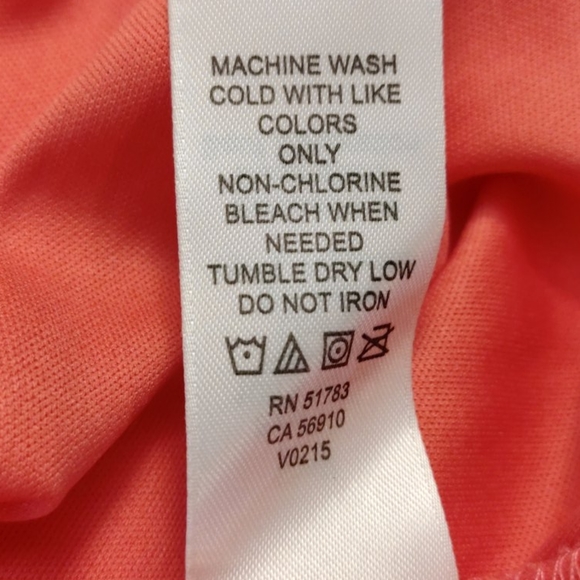 MACHINE WASH
COLD WITH LIKE
COLORS
ONLY
NON-CHLORINE
BLEACH WHEN
NEEDED
TUMBLE DRY LOW
DO NOT IRON
RN 51783
CA 56910
V0215